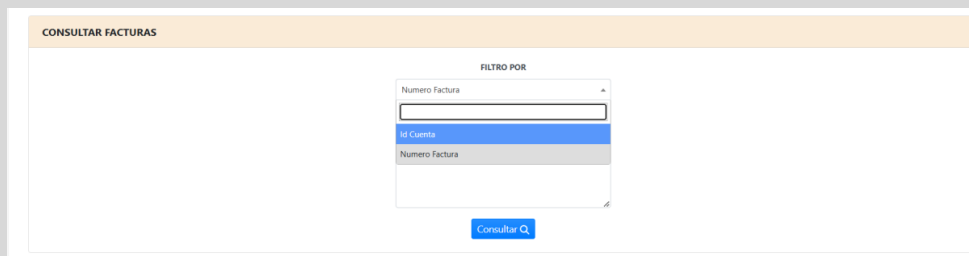 CONSULTAR FACTURAS
FILTRO POR
Numero Factura
Id Cuenta
Numero Factura
Consultar